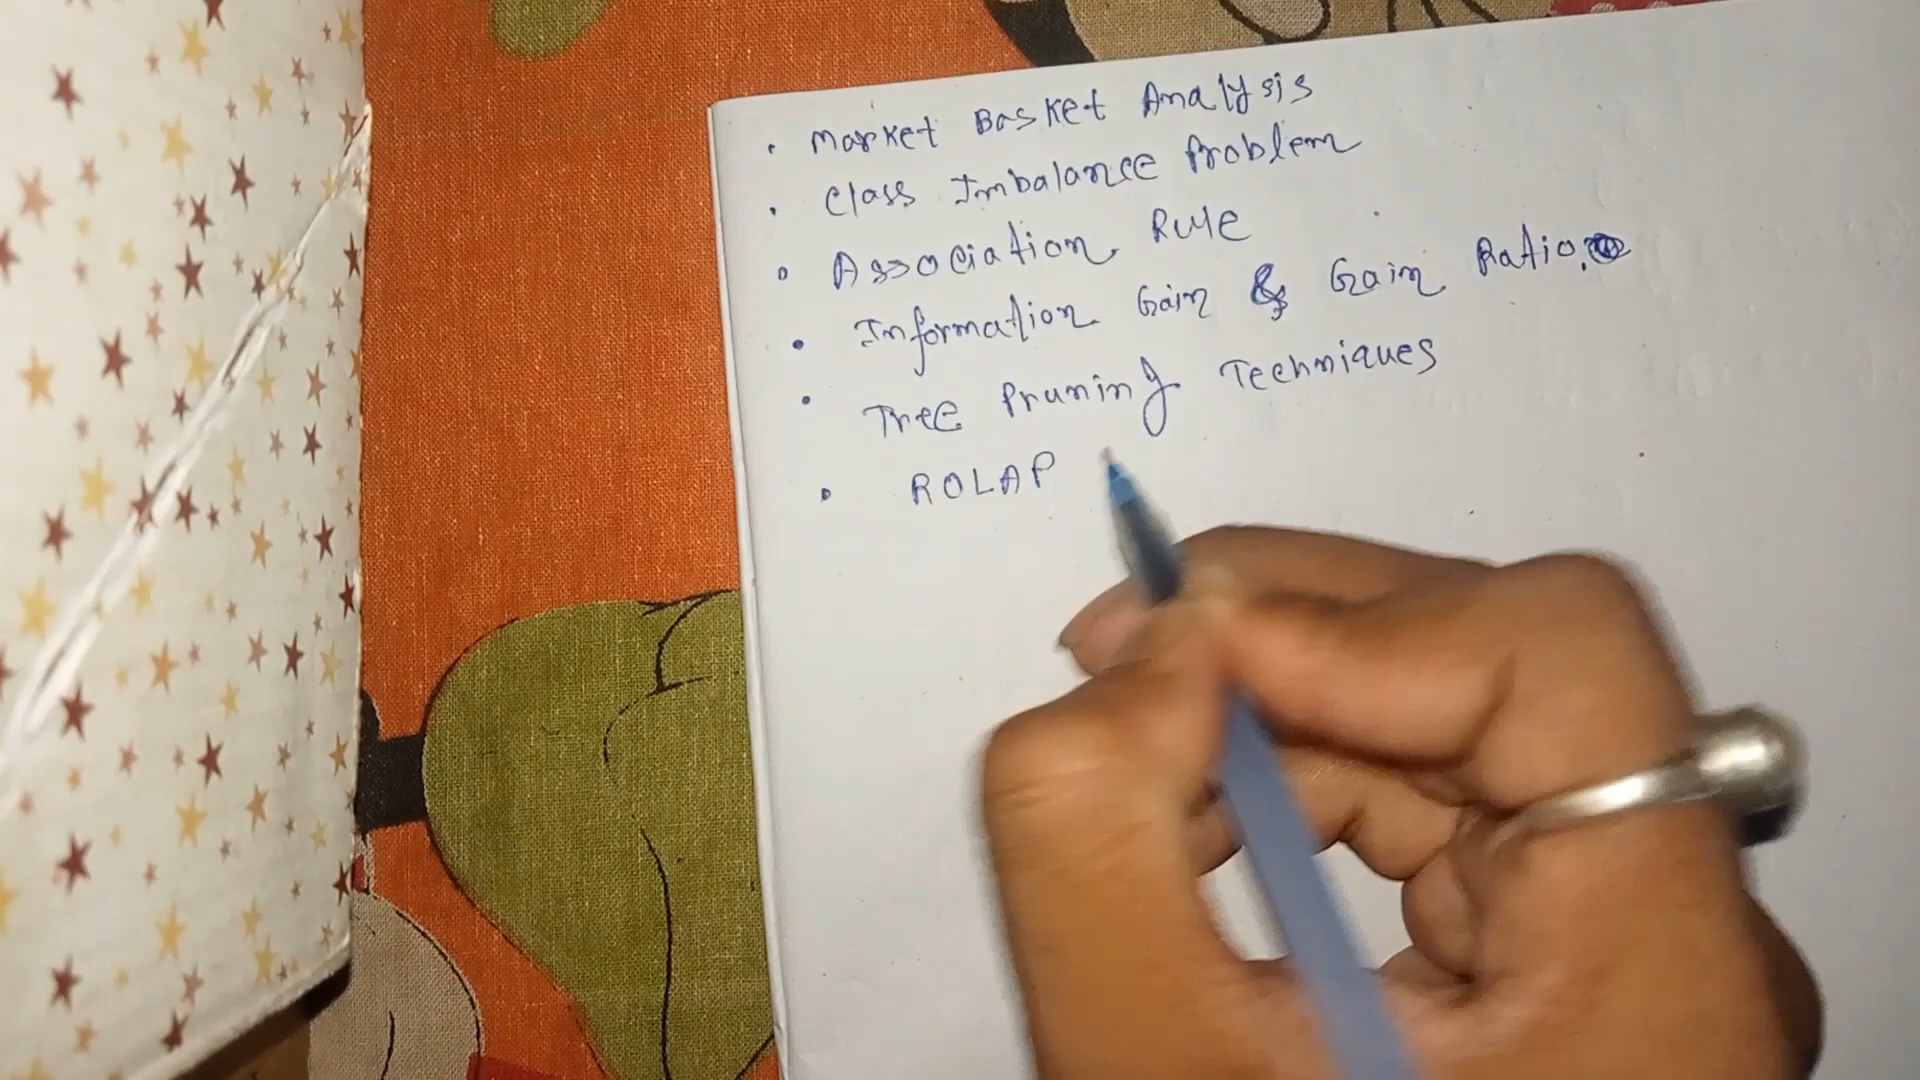 • Market Basket Analysis
• Class Imbalance Problem
• Association Rule
• Information Gain & Gain Ratio.
• Tree Pruning Techniques
• ROLAP